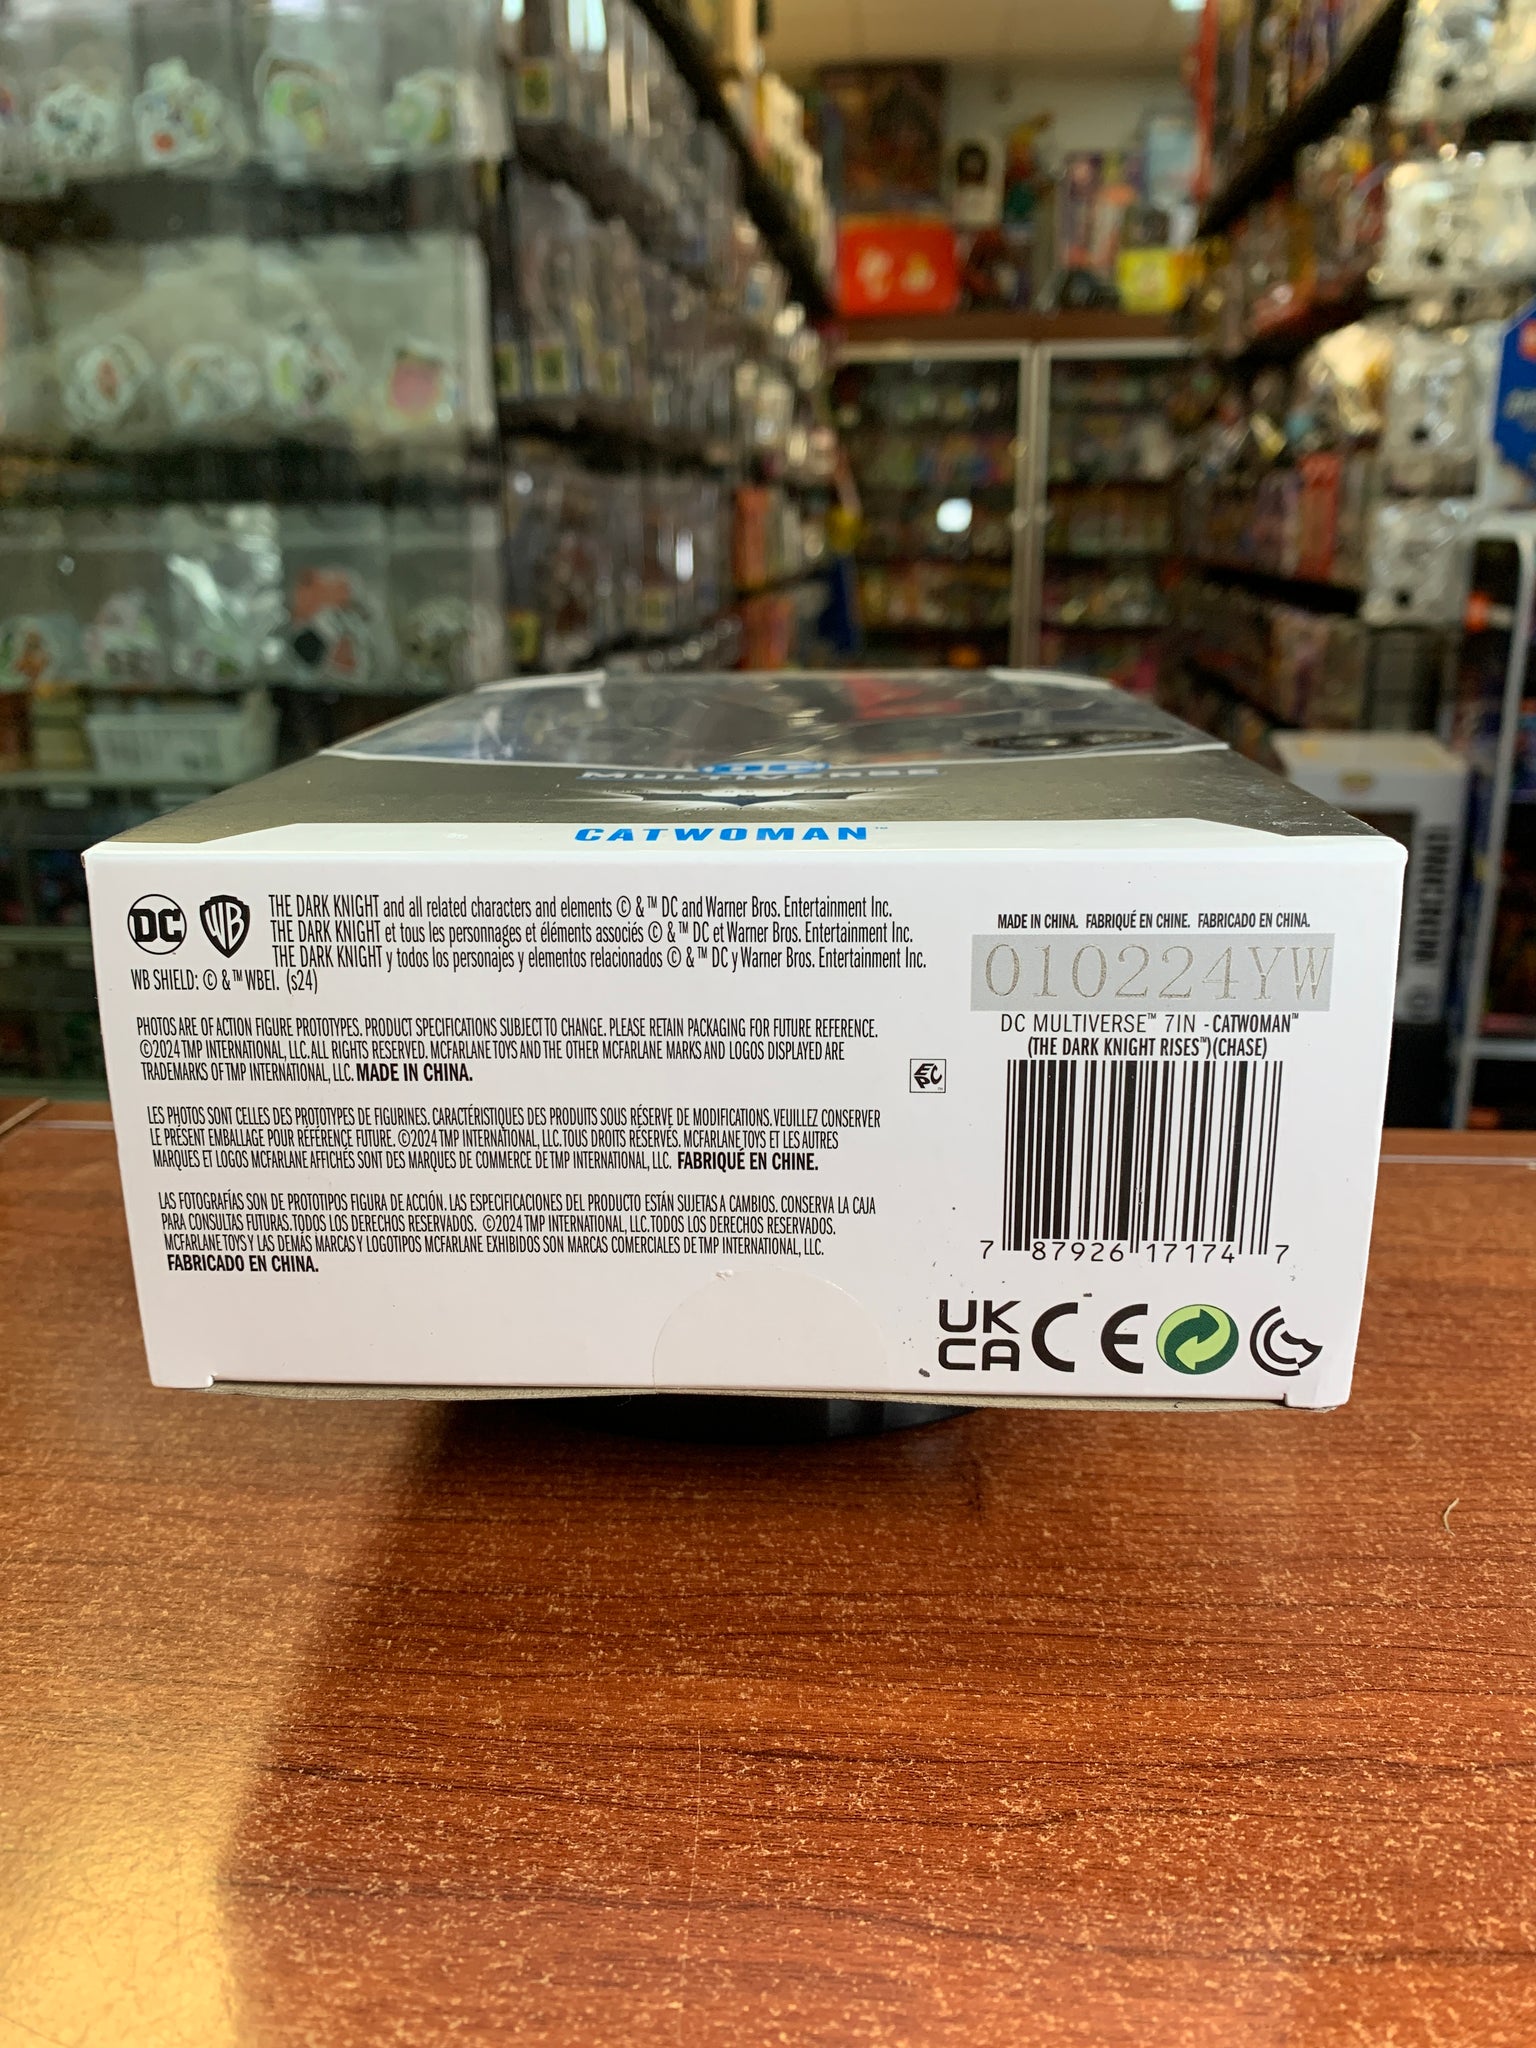 DC
MULTIVERSE
CATWOMAN™
DC WB THE DARK KNIGHT and all related characters and elements © & ™ DC and Warner Bros. Entertainment Inc.
THE DARK KNIGHT et tous les personnages et éléments associés © & ™ DC et Warner Bros. Entertainment Inc.
THE DARK KNIGHT y todos los personajes y elementos relacionados © & ™ DC y Warner Bros. Entertainment Inc.
WB SHIELD: © & ™ WBEI. (s24)
PHOTOS ARE OF ACTION FIGURE PROTOTYPES. PRODUCT SPECIFICATIONS SUBJECT TO CHANGE. PLEASE RETAIN PACKAGING FOR FUTURE REFERENCE.
©2024 TMP INTERNATIONAL, LLC. ALL RIGHTS RESERVED. MCFARLANE TOYS AND THE OTHER MCFARLANE MARKS AND LOGOS DISPLAYED ARE
TRADEMARKS OF TMP INTERNATIONAL, LLC. MADE IN CHINA.
LES PHOTOS SONT CELLES DES PROTOTYPES DE FIGURINES. CARACTÉRISTIQUES DES PRODUITS SOUS RÉSERVE DE MODIFICATIONS. VEUILLEZ CONSERVER
LE PRÉSENT EMBALLAGE POUR RÉFÉRENCE FUTURE. ©2024 TMP INTERNATIONAL, LLC. TOUS DROITS RÉSERVÉS. MCFARLANE TOYS ET LES AUTRES
MARQUES ET LOGOS MCFARLANE AFFICHÉS SONT DES MARQUES DE COMMERCE DE TMP INTERNATIONAL, LLC. FABRIQUÉ EN CHINE.
LAS FOTOGRAFÍAS SON DE PROTOTIPOS FIGURA DE ACCIÓN. LAS ESPECIFICACIONES DEL PRODUCTO ESTÁN SUJETAS A CAMBIOS. CONSERVA LA CAJA
PARA CONSULTAS FUTURAS. TODOS LOS DERECHOS RESERVADOS. ©2024 TMP INTERNATIONAL, LLC. TODOS LOS DERECHOS RESERVADOS.
MCFARLANE TOYS Y LAS DEMÁS MARCAS Y LOGOTIPOS MCFARLANE EXHIBIDOS SON MARCAS COMERCIALES DE TMP INTERNATIONAL, LLC.
FABRICADO EN CHINA.
MADE IN CHINA. FABRIQUÉ EN CHINE. FABRICADO EN CHINA.
010224YW
DC MULTIVERSE™ 7IN - CATWOMAN™
(THE DARK KNIGHT RISES™)(CHASE)
7 87926 17174 7
UK
CA CE